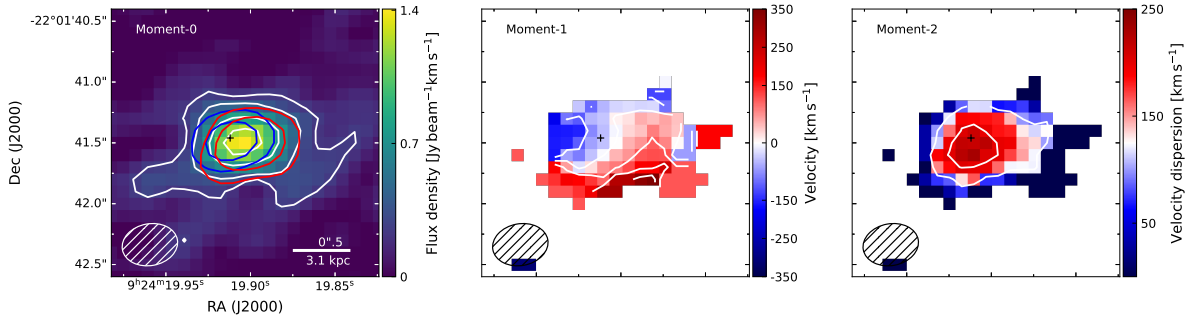 Moment-0
-22°01'40.5"
41.0"
41.5"
42.0"
42.5"
Dec (J2000)
0".5
3.1 kpc
9ʰ24ᵐ19.95ˢ
19.90ˢ
19.85ˢ
RA (J2000)
1.4
0.7
0
Flux density [Jy beam⁻¹km s⁻¹]
Moment-1
350
250
150
50
0
-50
-150
-250
-350
Velocity [km s⁻¹]
Moment-2
250
150
50
Velocity dispersion [km s⁻¹]